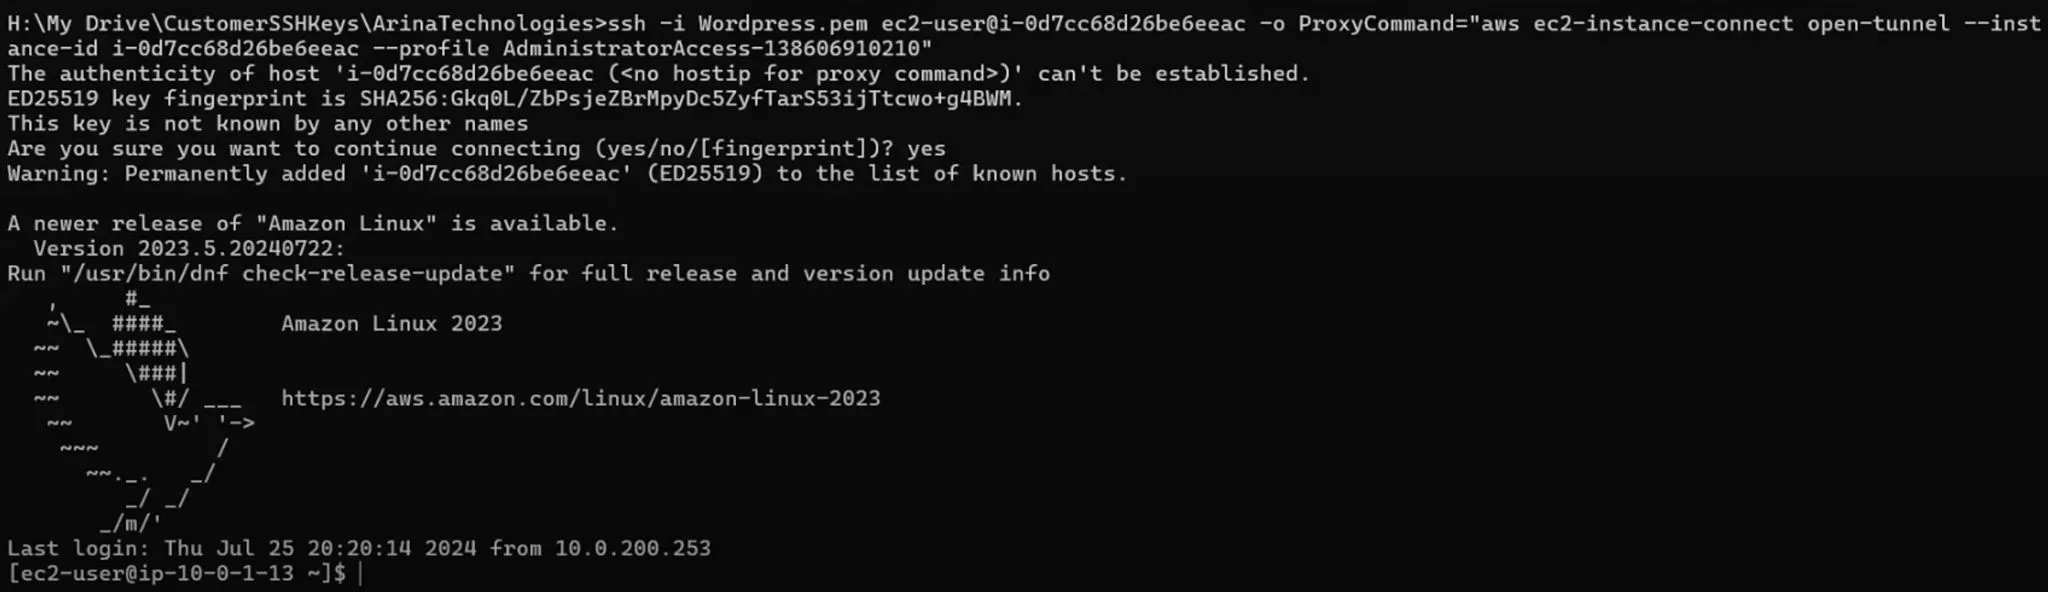 H:\My Drive\CustomerSSHKeys\ArinaTechnologies>ssh -i Wordpress.pem ec2-user@i-0d7cc68d26be6eeac -o ProxyCommand="aws ec2-instance-connect open-tunnel --inst
ance-id i-0d7cc68d26be6eeac --profile AdministratorAccess-138606910210"
The authenticity of host 'i-0d7cc68d26be6eeac (<no hostip for proxy command>)' can't be established.
ED25519 key fingerprint is SHA256:Gkq0L/ZbPsjeZBrMpyDc5ZyfTarS53ijTtcwo+g4BWM.
This key is not known by any other names
Are you sure you want to continue connecting (yes/no/[fingerprint])? yes
Warning: Permanently added 'i-0d7cc68d26be6eeac' (ED25519) to the list of known hosts.

A newer release of "Amazon Linux" is available.
  Version 2023.5.20240722:
Run "/usr/bin/dnf check-release-update" for full release and version update info
   ,     #_
   ~\_  ####_        Amazon Linux 2023
  ~~  \_#####\
  ~~     \###|
  ~~       \#/ ___   https://aws.amazon.com/linux/amazon-linux-2023
   ~~       V~' '->
    ~~~         /
      ~~._.   _/
         _/ _/
       _/m/'
Last login: Thu Jul 25 20:20:14 2024 from 10.0.200.253
[ec2-user@ip-10-0-1-13 ~]$